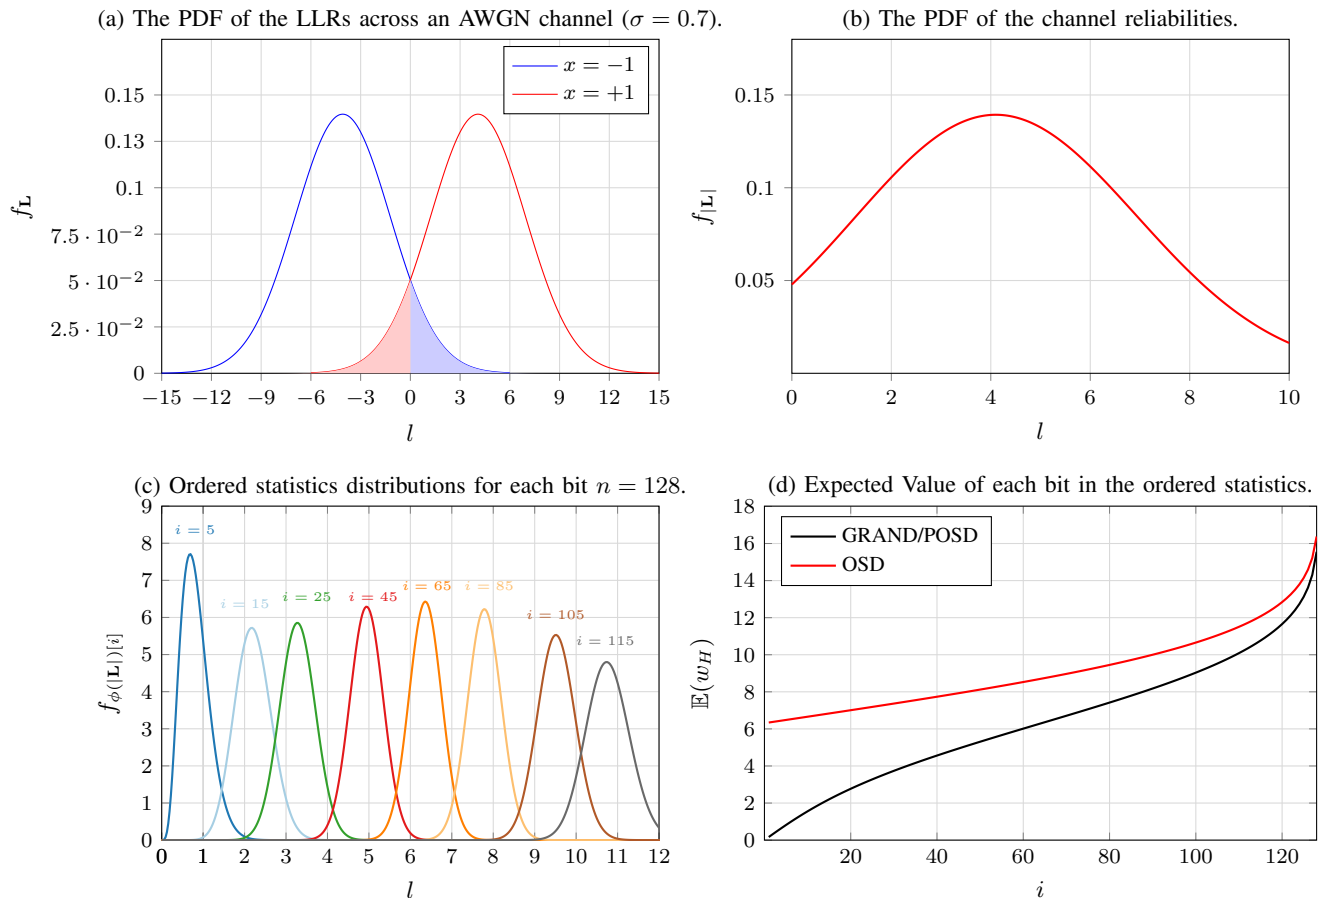 (a) The PDF of the LLRs across an AWGN channel (σ = 0.7).
x = −1
x = +1
0.15
0.13
0.1
7.5 · 10⁻²
5 · 10⁻²
2.5 · 10⁻²
0
f_L
−15 −12 −9 −6 −3 0 3 6 9 12 15
l
(b) The PDF of the channel reliabilities.
0.15
0.1
0.05
f_|L|
0 2 4 6 8 10
l
(c) Ordered statistics distributions for each bit n = 128.
9
8
7
6
5
4
3
2
1
0
f_ϕ(|L|)[i]
i = 5
i = 15
i = 25
i = 45
i = 65
i = 85
i = 105
i = 115
0 1 2 3 4 5 6 7 8 9 10 11 12
l
(d) Expected Value of each bit in the ordered statistics.
GRAND/POSD
OSD
18
16
14
12
10
8
6
4
2
0
𝔼(w_H)
20 40 60 80 100 120
i